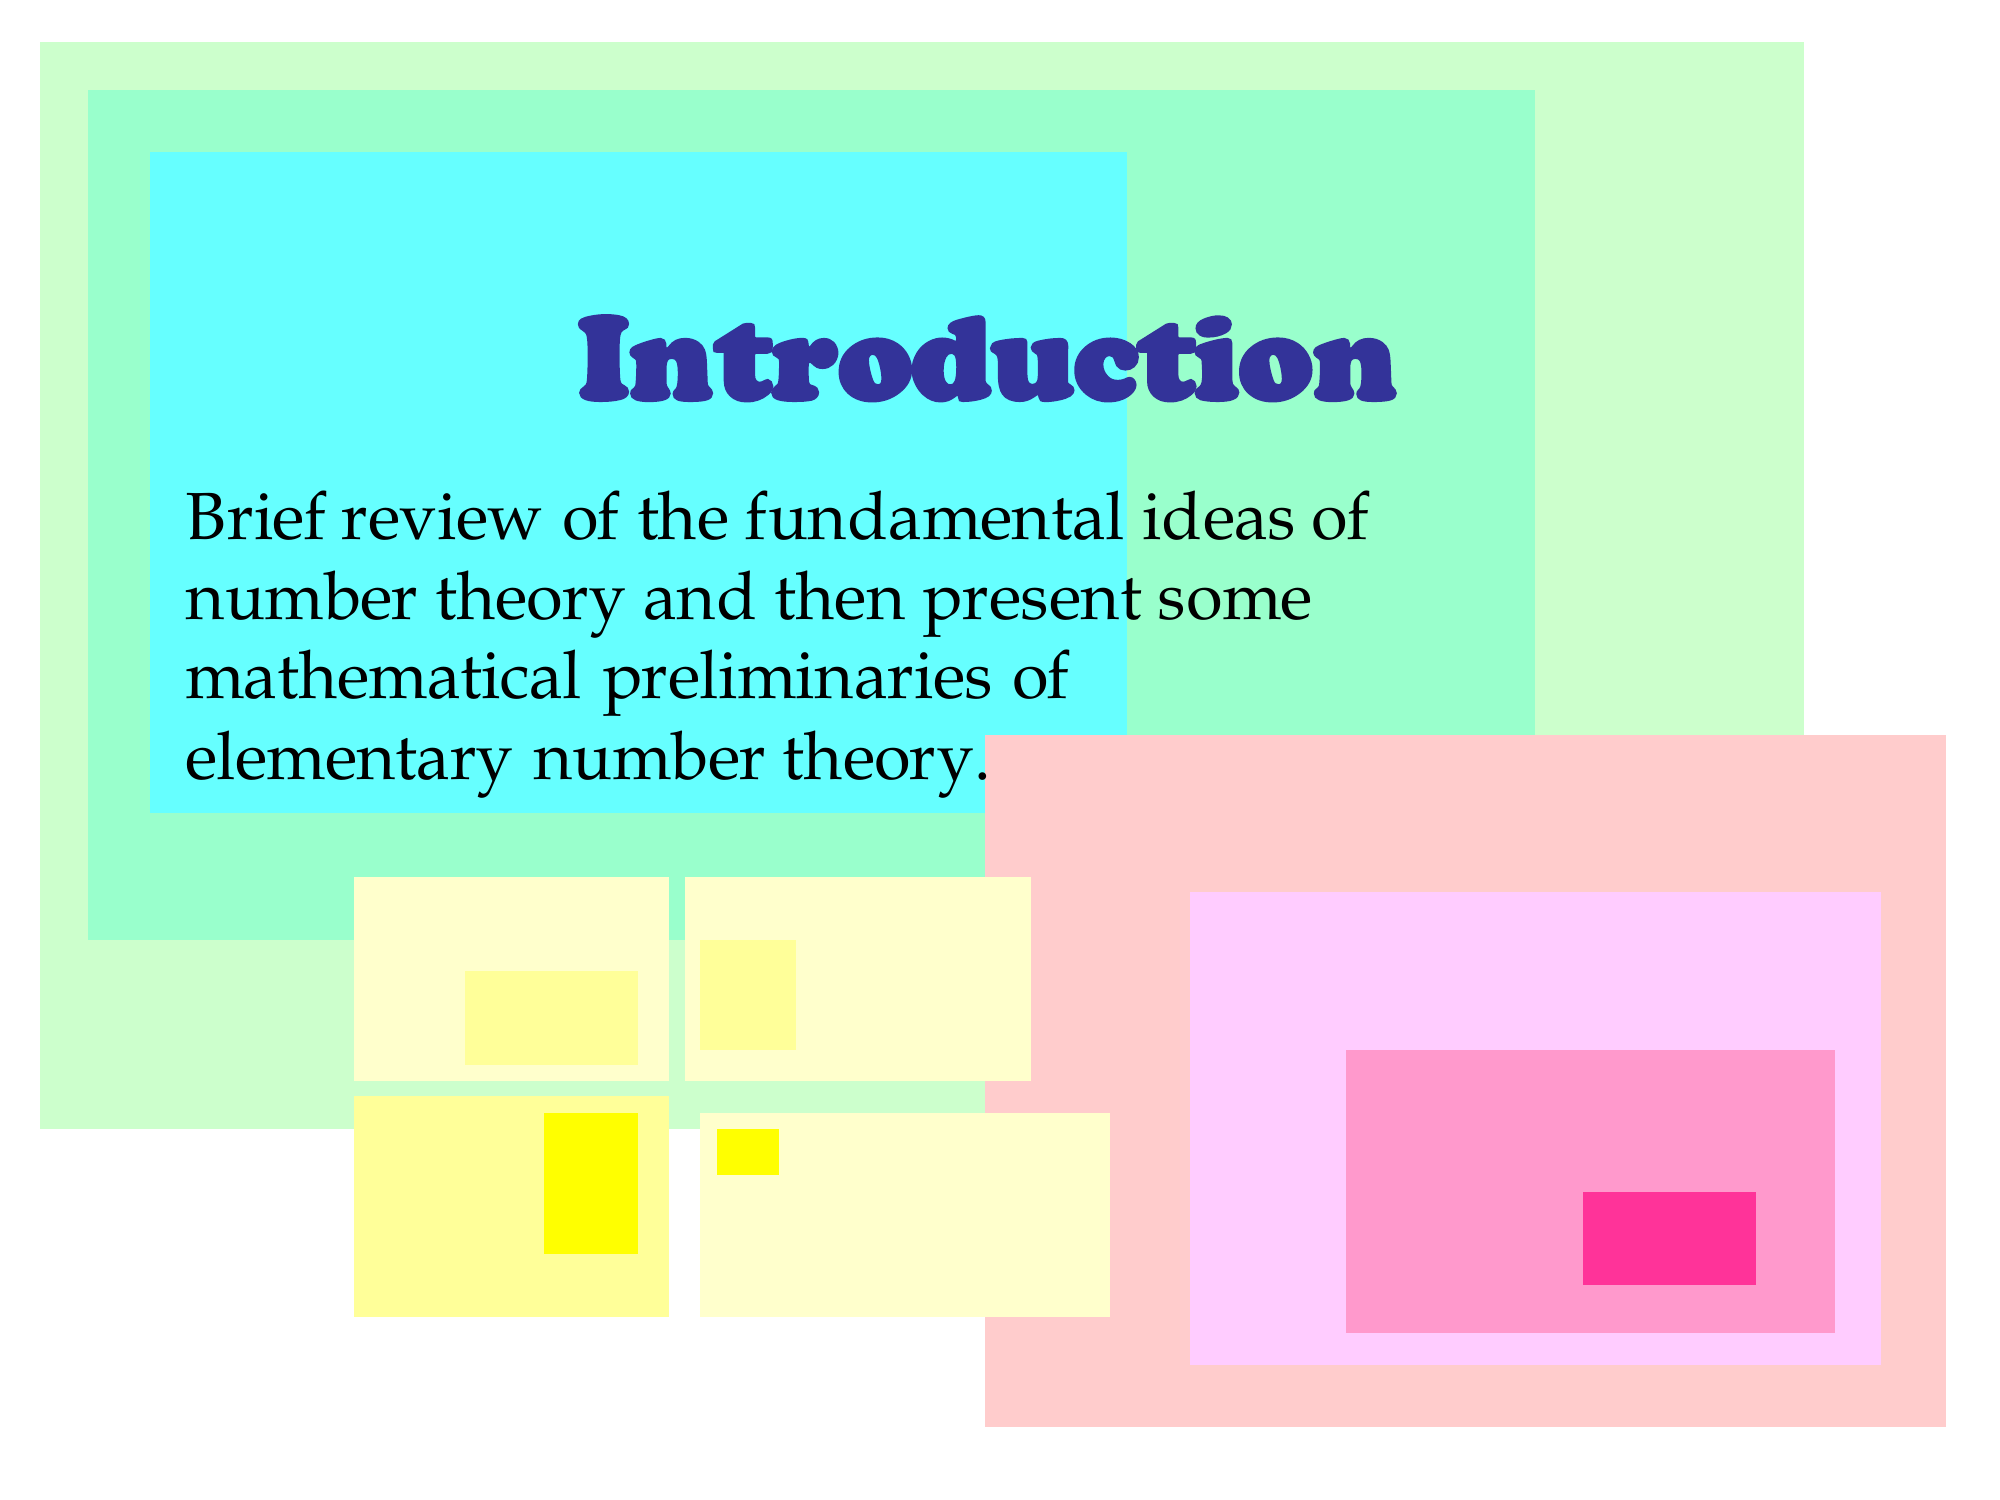 Introduction
Brief review of the fundamental ideas of
number theory and then present some
mathematical preliminaries of
elementary number theory.